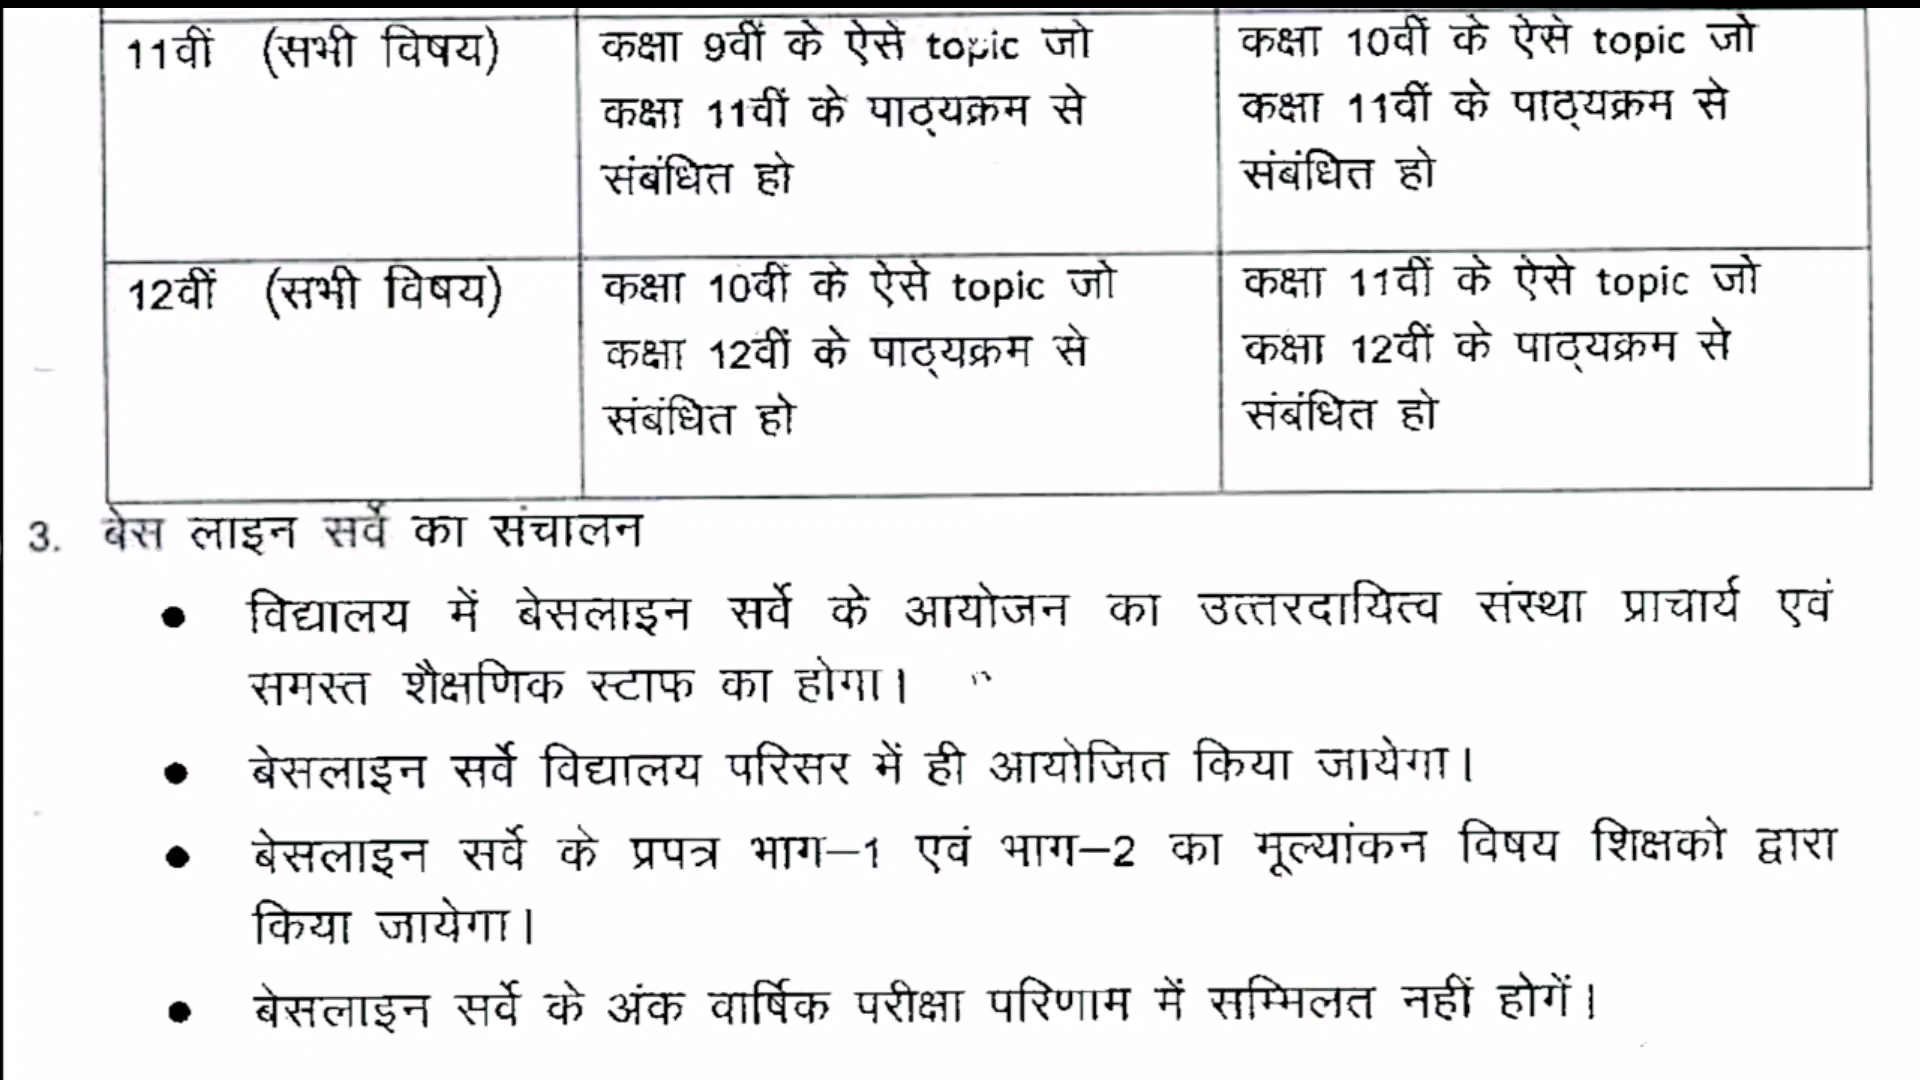 11वीं (सभी विषय)
कक्षा 9वीं के ऐसे topic जो
कक्षा 11वीं के पाठ्यक्रम से
संबंधित हो
कक्षा 10वीं के ऐसे topic जो
कक्षा 11वीं के पाठ्यक्रम से
संबंधित हो
12वीं (सभी विषय)
कक्षा 10वीं के ऐसे topic जो
कक्षा 12वीं के पाठ्यक्रम से
संबंधित हो
कक्षा 11वीं के ऐसे topic जो
कक्षा 12वीं के पाठ्यक्रम से
संबंधित हो
3. बेस लाइन सर्वे का संचालन
● विद्यालय में बेसलाइन सर्वे के आयोजन का उत्तरदायित्व संस्था प्राचार्य एवं
समस्त शैक्षणिक स्टाफ का होगा।
● बेसलाइन सर्वे विद्यालय परिसर में ही आयोजित किया जायेगा।
● बेसलाइन सर्वे के प्रपत्र भाग–1 एवं भाग–2 का मूल्यांकन विषय शिक्षको द्वारा
किया जायेगा।
● बेसलाइन सर्वे के अंक वार्षिक परीक्षा परिणाम में सम्मिलत नहीं होगें।